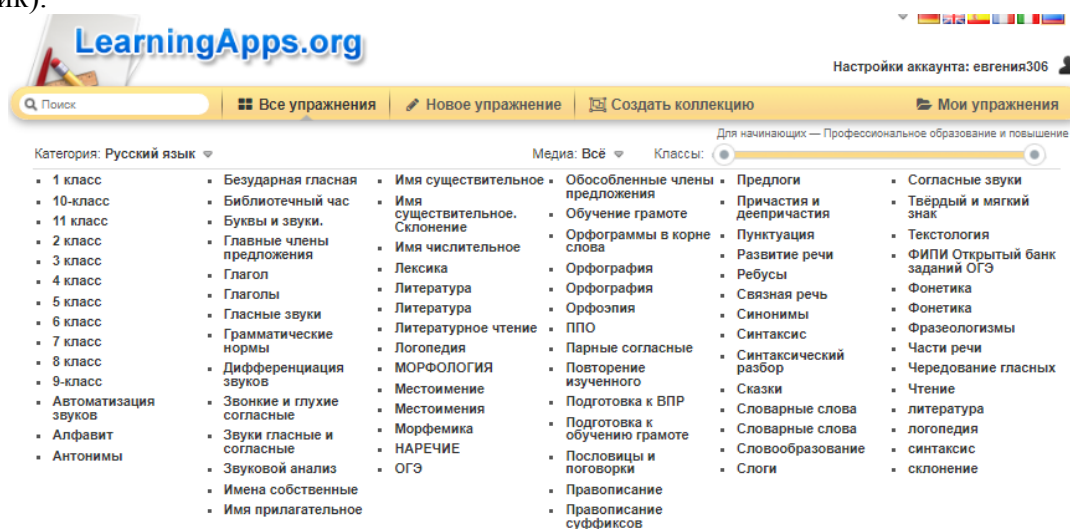 ик).
LearningApps.org
Настройки аккаунта: евгения306
Поиск
Все упражнения
Новое упражнение
Создать коллекцию
Мои упражнения
Для начинающих — Профессиональное образование и повышение
Категория: Русский язык
Медиа: Всё
Классы:
1 класс
10-класс
11 класс
2 класс
3 класс
4 класс
5 класс
6 класс
7 класс
8 класс
9-класс
Автоматизация
звуков
Алфавит
Антонимы
Безударная гласная
Библиотечный час
Буквы и звуки.
Главные члены
предложения
Глагол
Глаголы
Гласные звуки
Грамматические
нормы
Дифференциация
звуков
Звонкие и глухие
согласные
Звуки гласные и
согласные
Звуковой анализ
Имена собственные
Имя прилагательное
Имя существительное
Имя
существительное.
Склонение
Имя числительное
Лексика
Литература
Литература
Литературное чтение
Логопедия
МОРФОЛОГИЯ
Местоимение
Местоимения
Морфемика
НАРЕЧИЕ
ОГЭ
Обособленные члены
предложения
Обучение грамоте
Орфограммы в корне
слова
Орфография
Орфография
Орфоэпия
ППО
Парные согласные
Повторение
изученного
Подготовка к ВПР
Подготовка к
обучению грамоте
Пословицы и
поговорки
Правописание
Правописание
суффиксов
Предлоги
Причастия и
деепричастия
Пунктуация
Развитие речи
Ребусы
Связная речь
Синонимы
Синтаксис
Синтаксический
разбор
Сказки
Словарные слова
Словарные слова
Словообразование
Слоги
Согласные звуки
Твёрдый и мягкий
знак
Текстология
ФИПИ Открытый банк
заданий ОГЭ
Фонетика
Фонетика
Фразеологизмы
Части речи
Чередование гласных
Чтение
литература
логопедия
синтаксис
склонение